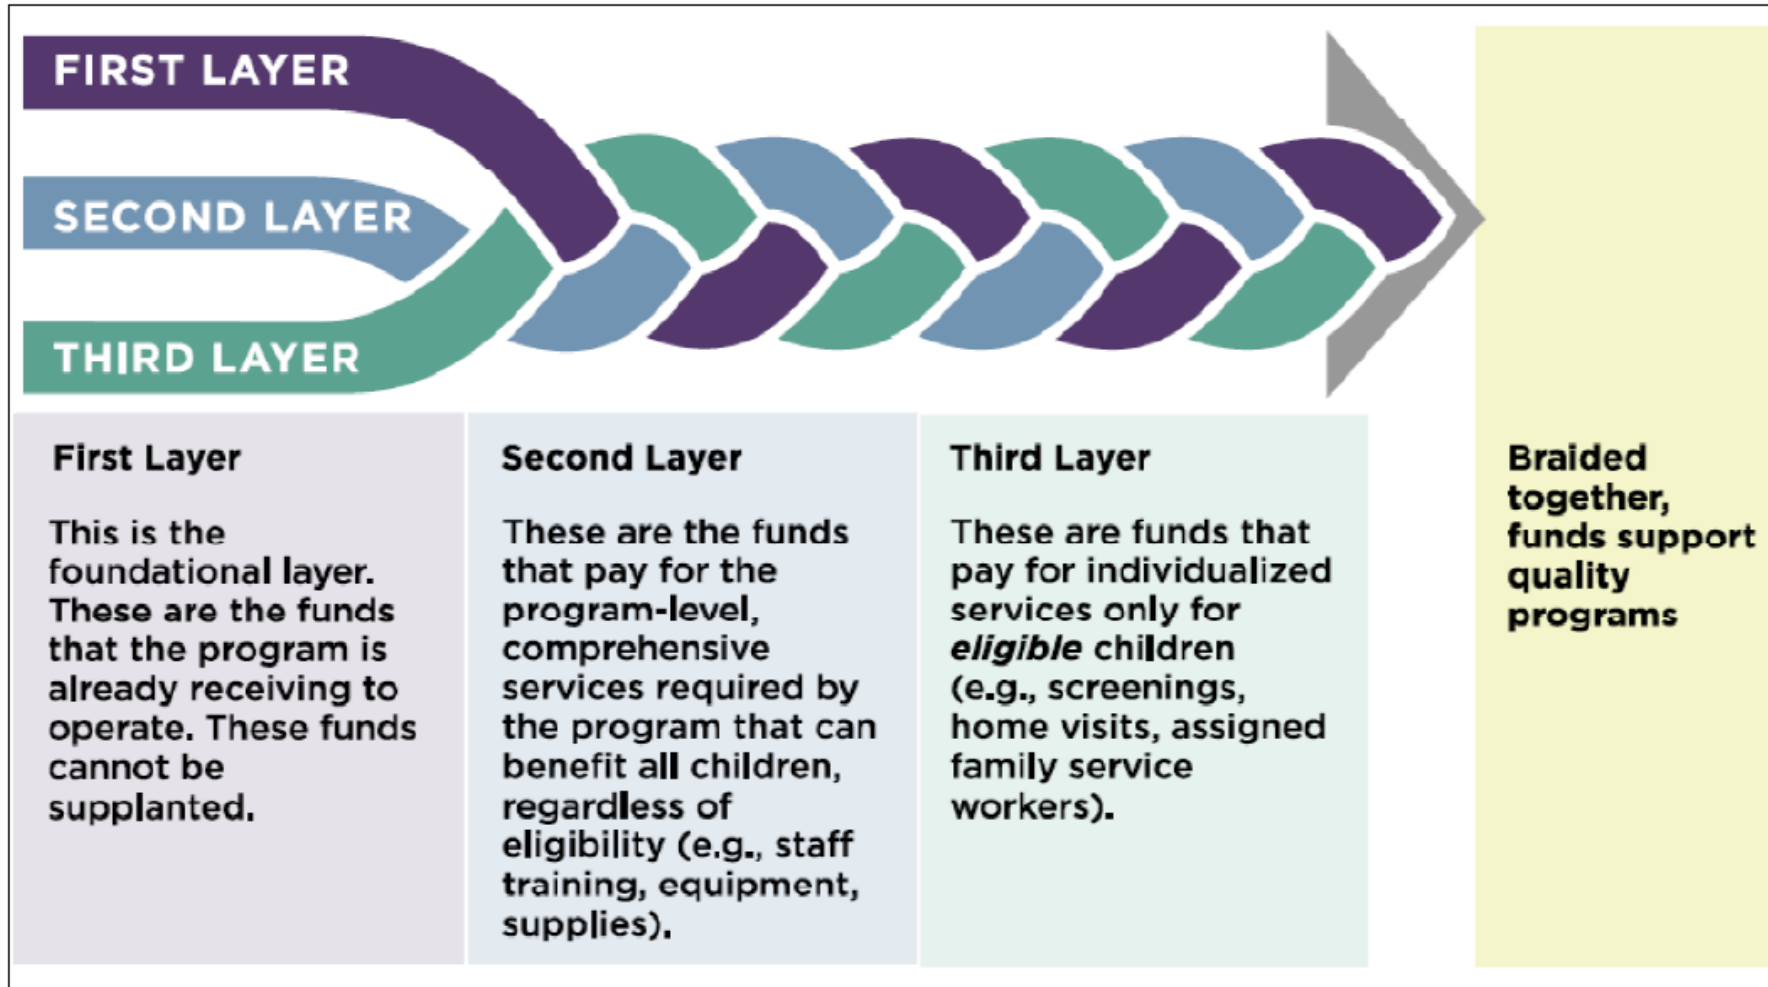 FIRST LAYER
SECOND LAYER
THIRD LAYER
First Layer
This is the
foundational layer.
These are the funds
that the program is
already receiving to
operate. These funds
cannot be
supplanted.
Second Layer
These are the funds
that pay for the
program-level,
comprehensive
services required by
the program that can
benefit all children,
regardless of
eligibility (e.g., staff
training, equipment,
supplies).
Third Layer
These are funds that
pay for individualized
services only for
eligible children
(e.g., screenings,
home visits, assigned
family service
workers).
Braided
together,
funds support
quality
programs